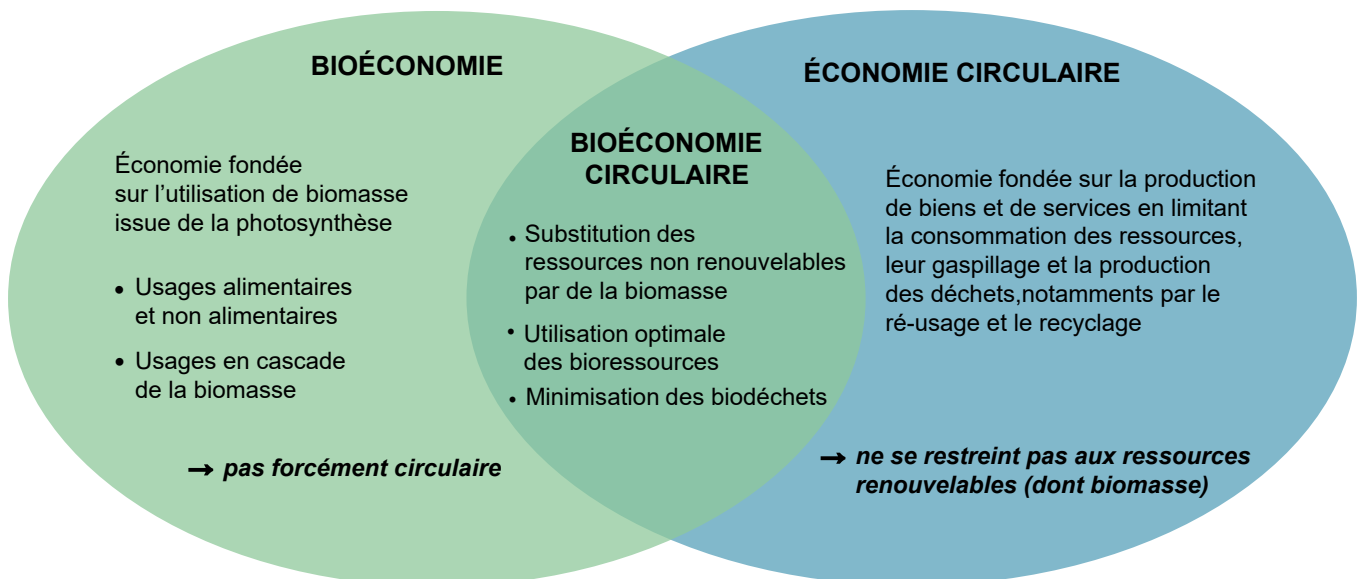 BIOÉCONOMIE
Économie fondée
sur l’utilisation de biomasse
issue de la photosynthèse
• Usages alimentaires
et non alimentaires
• Usages en cascade
de la biomasse
→ pas forcément circulaire
BIOÉCONOMIE
CIRCULAIRE
• Substitution des
ressources non renouvelables
par de la biomasse
• Utilisation optimale
des bioressources
• Minimisation des biodéchets
ÉCONOMIE CIRCULAIRE
Économie fondée sur la production
de biens et de services en limitant
la consommation des ressources,
leur gaspillage et la production
des déchets,notamments par le
ré-usage et le recyclage
→ ne se restreint pas aux ressources
renouvelables (dont biomasse)